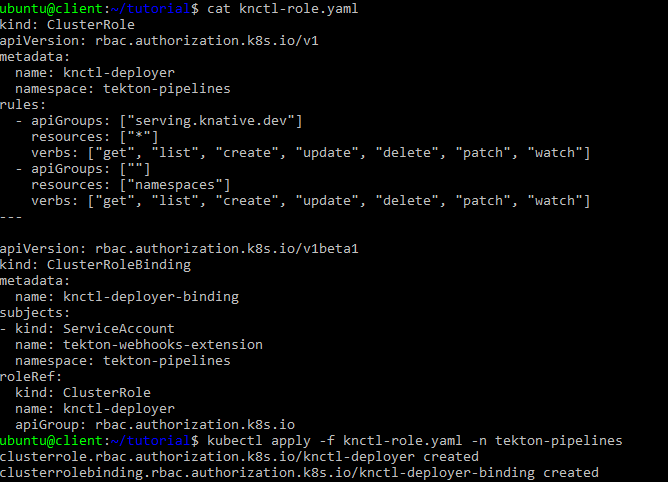 ubuntu@client:~/tutorial$ cat knctl-role.yaml
kind: ClusterRole
apiVersion: rbac.authorization.k8s.io/v1
metadata:
  name: knctl-deployer
  namespace: tekton-pipelines
rules:
  - apiGroups: ["serving.knative.dev"]
    resources: ["*"]
    verbs: ["get", "list", "create", "update", "delete", "patch", "watch"]
  - apiGroups: [""]
    resources: ["namespaces"]
    verbs: ["get", "list", "create", "update", "delete", "patch", "watch"]
---

apiVersion: rbac.authorization.k8s.io/v1beta1
kind: ClusterRoleBinding
metadata:
  name: knctl-deployer-binding
subjects:
- kind: ServiceAccount
  name: tekton-webhooks-extension
  namespace: tekton-pipelines
roleRef:
  kind: ClusterRole
  name: knctl-deployer
  apiGroup: rbac.authorization.k8s.io
ubuntu@client:~/tutorial$ kubectl apply -f knctl-role.yaml -n tekton-pipelines
clusterrole.rbac.authorization.k8s.io/knctl-deployer created
clusterrolebinding.rbac.authorization.k8s.io/knctl-deployer-binding created